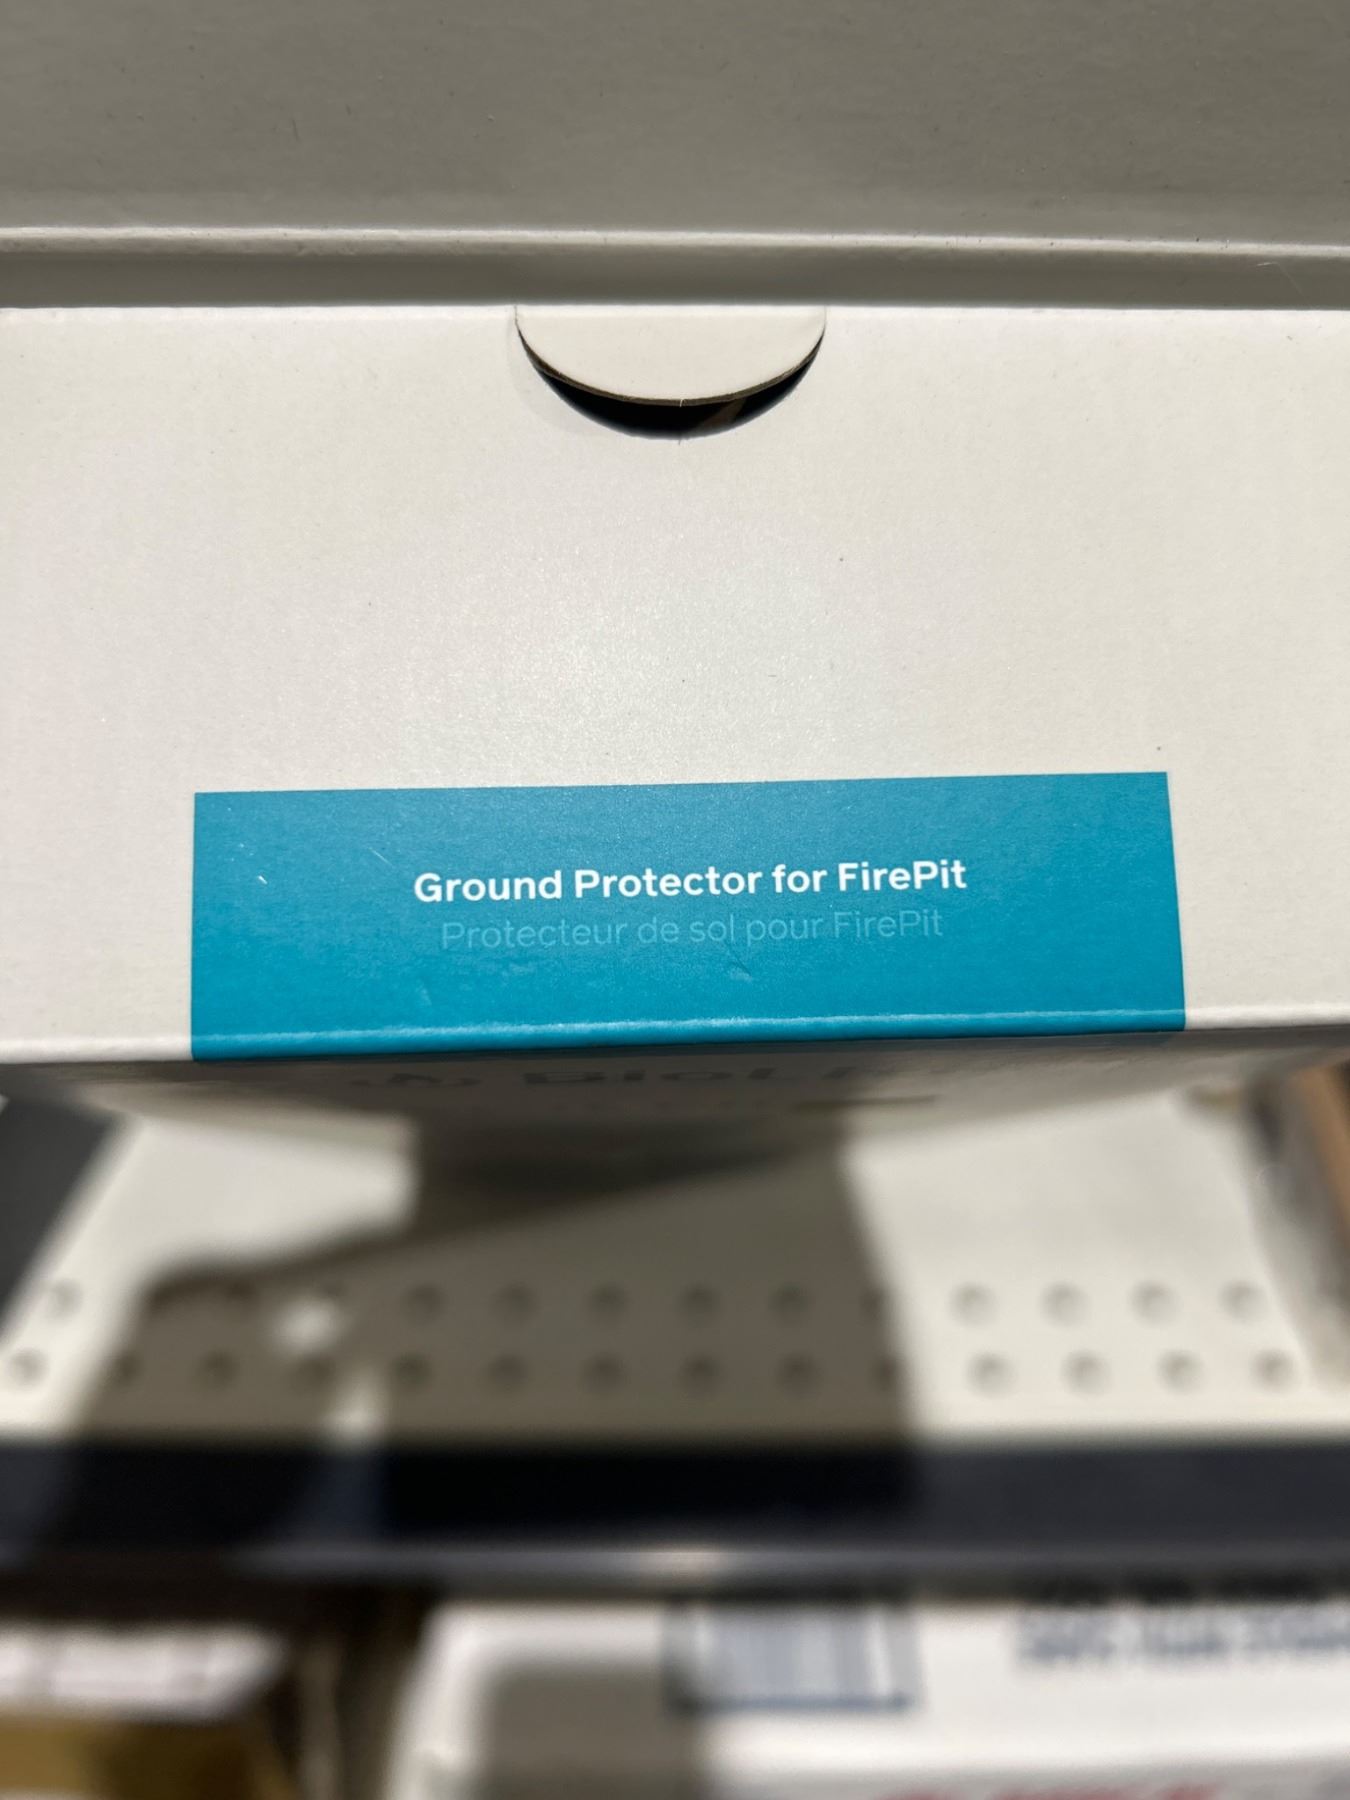 Ground Protector for FirePit
Protecteur de sol pour FirePit